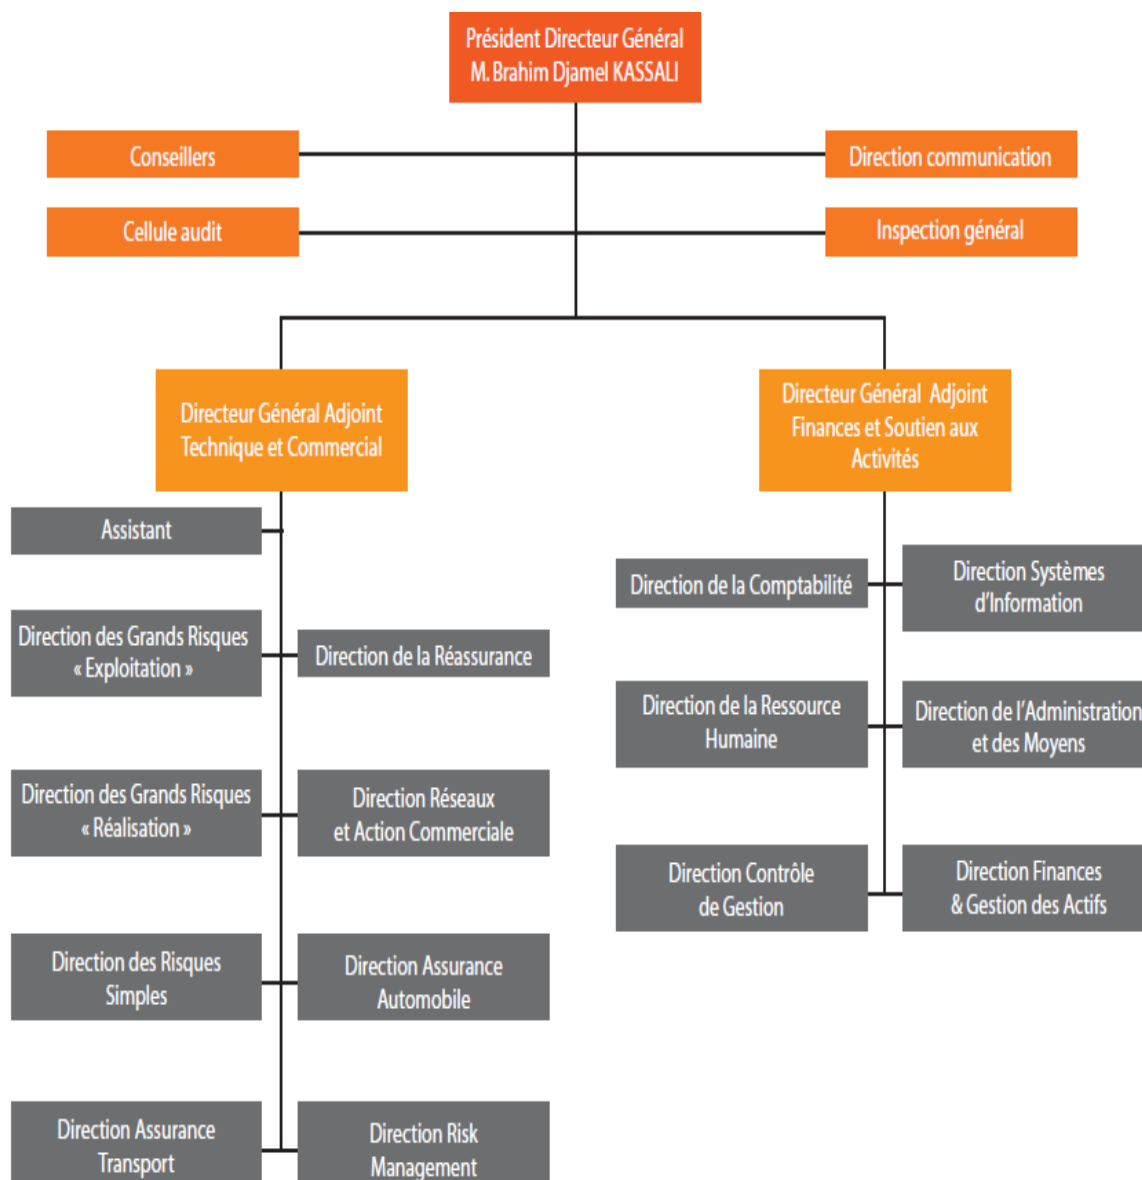 Président Directeur Général
M. Brahim Djamel KASSALI
Conseillers
Direction communication
Cellule audit
Inspection général
Directeur Général Adjoint
Technique et Commercial
Directeur Général Adjoint
Finances et Soutien aux
Activités
Assistant
Direction des Grands Risques
« Exploitation »
Direction de la Réassurance
Direction des Grands Risques
« Réalisation »
Direction Réseaux
et Action Commerciale
Direction des Risques
Simples
Direction Assurance
Automobile
Direction Assurance
Transport
Direction Risk
Management
Direction de la Comptabilité
Direction Systèmes
d’Information
Direction de la Ressource
Humaine
Direction de l’Administration
et des Moyens
Direction Contrôle
de Gestion
Direction Finances
& Gestion des Actifs